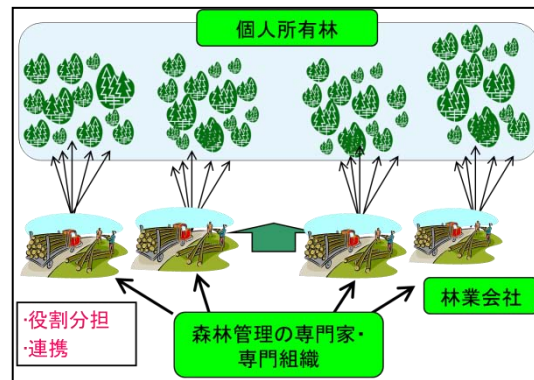 個人所有林
林業会社
・役割分担
・連携
森林管理の専門家・
専門組織